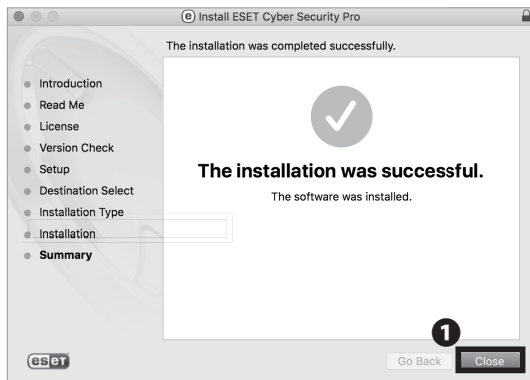 Install ESET Cyber Security Pro
The installation was completed successfully.
Introduction
Read Me
License
Version Check
Setup
Destination Select
Installation Type
Installation
Summary
The installation was successful.
The software was installed.
1
eseT
Go Back
Close